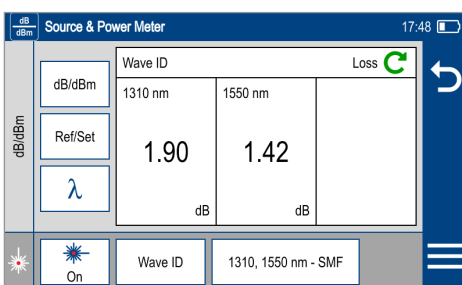 dB
dBm
Source & Power Meter
17:48
dB/dBm
dB/dBm
Ref/Set
λ
Wave ID
Loss
1310 nm
1550 nm
1.90
1.42
dB
dB
On
Wave ID
1310, 1550 nm - SMF